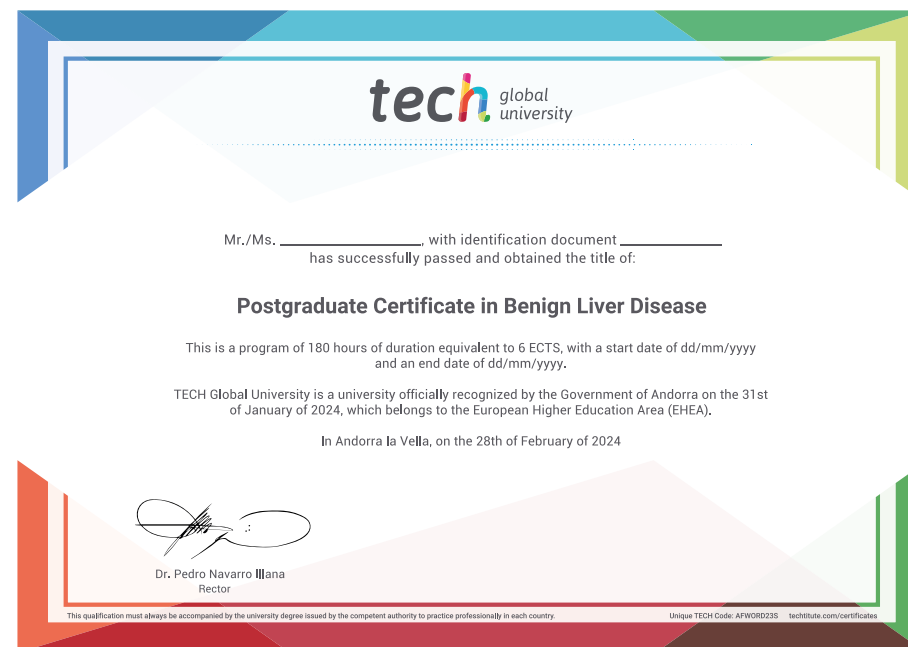 tech global university
Mr./Ms. ____________, with identification document ____________
has successfully passed and obtained the title of:
Postgraduate Certificate in Benign Liver Disease
This is a program of 180 hours of duration equivalent to 6 ECTS, with a start date of dd/mm/yyyy
and an end date of dd/mm/yyyy.
TECH Global University is a university officially recognized by the Government of Andorra on the 31st
of January of 2024, which belongs to the European Higher Education Area (EHEA).
In Andorra la Vella, on the 28th of February of 2024
Dr. Pedro Navarro Illana
Rector
This qualification must always be accompanied by the university degree issued by the competent authority to practice professionally in each country.
Unique TECH Code: AFWORD23S techtitute.com/certificates